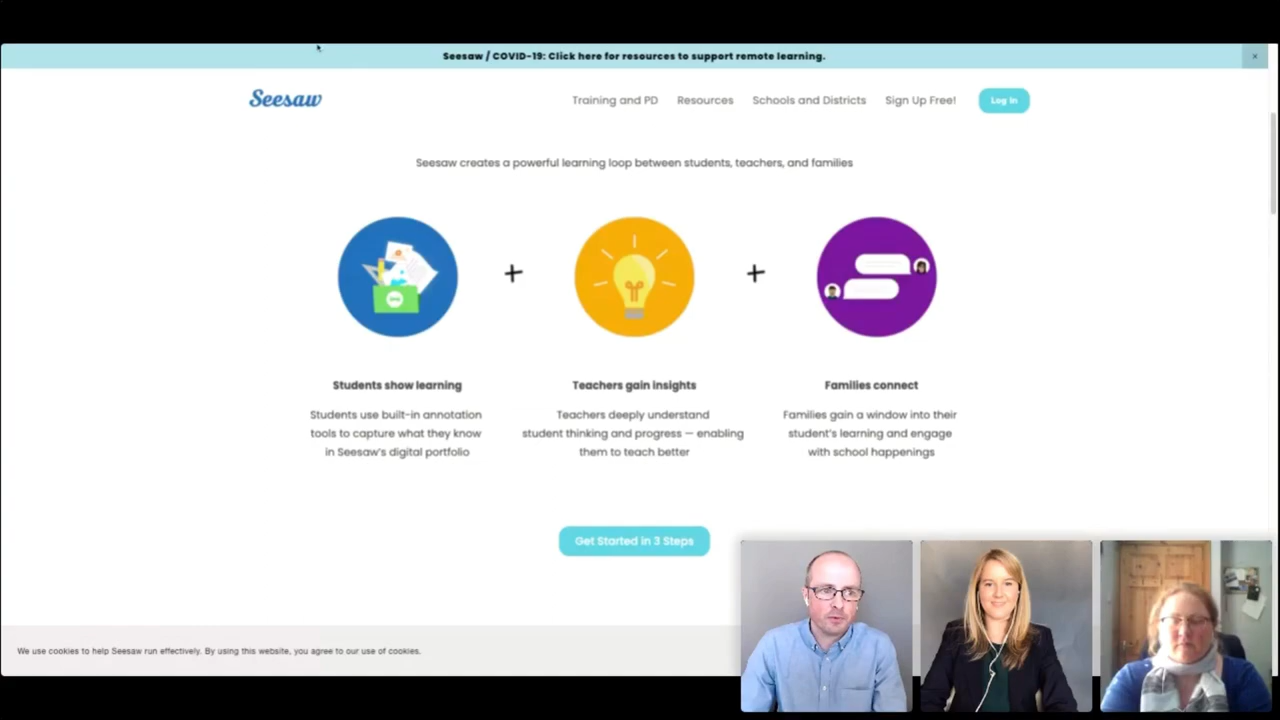 Seesaw / COVID-19: Click here for resources to support remote learning.
×
Seesaw
Training and PD
Resources
Schools and Districts
Sign Up Free!
Log In
Seesaw creates a powerful learning loop between students, teachers, and families
+
+
Students show learning
Students use built-in annotation
tools to capture what they know
in Seesaw's digital portfolio
Teachers gain insights
Teachers deeply understand
student thinking and progress — enabling
them to teach better
Families connect
Families gain a window into their
student's learning and engage
with school happenings
Get Started in 3 Steps
We use cookies to help Seesaw run effectively. By using this website, you agree to our use of cookies.